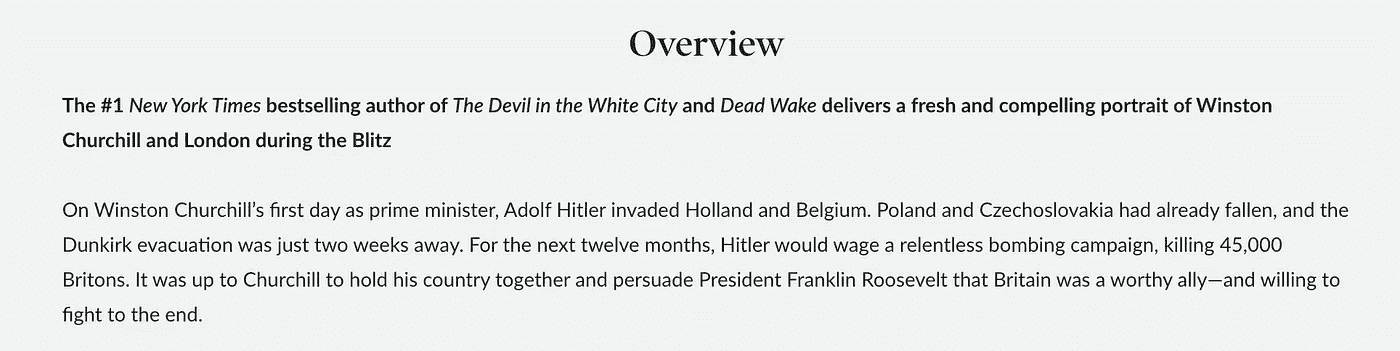 Overview
The #1 New York Times bestselling author of The Devil in the White City and Dead Wake delivers a fresh and compelling portrait of Winston
Churchill and London during the Blitz
On Winston Churchill’s first day as prime minister, Adolf Hitler invaded Holland and Belgium. Poland and Czechoslovakia had already fallen, and the
Dunkirk evacuation was just two weeks away. For the next twelve months, Hitler would wage a relentless bombing campaign, killing 45,000
Britons. It was up to Churchill to hold his country together and persuade President Franklin Roosevelt that Britain was a worthy ally—and willing to
fight to the end.